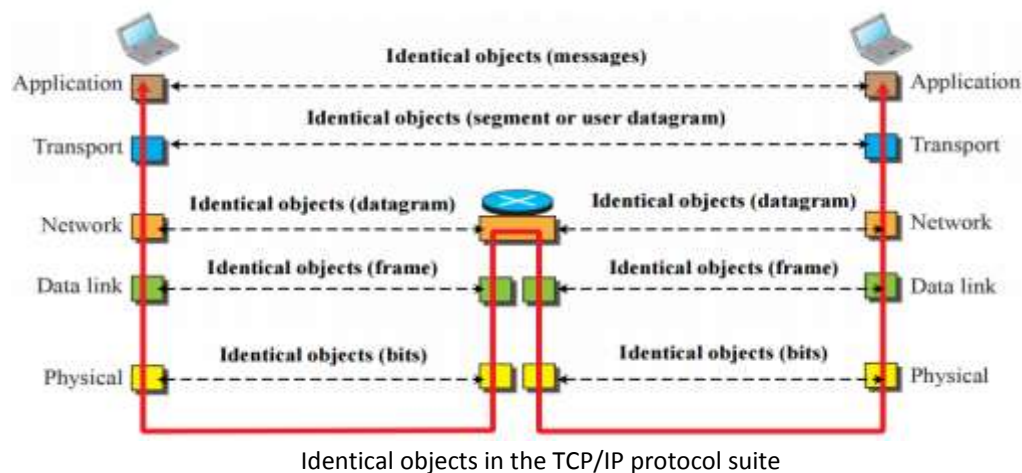 Identical objects (messages)
Application Application
Identical objects (segment or user datagram)
Transport Transport
Identical objects (datagram) Identical objects (datagram)
Network Network
Identical objects (frame) Identical objects (frame)
Data link Data link
Identical objects (bits) Identical objects (bits)
Physical Physical
Identical objects in the TCP/IP protocol suite